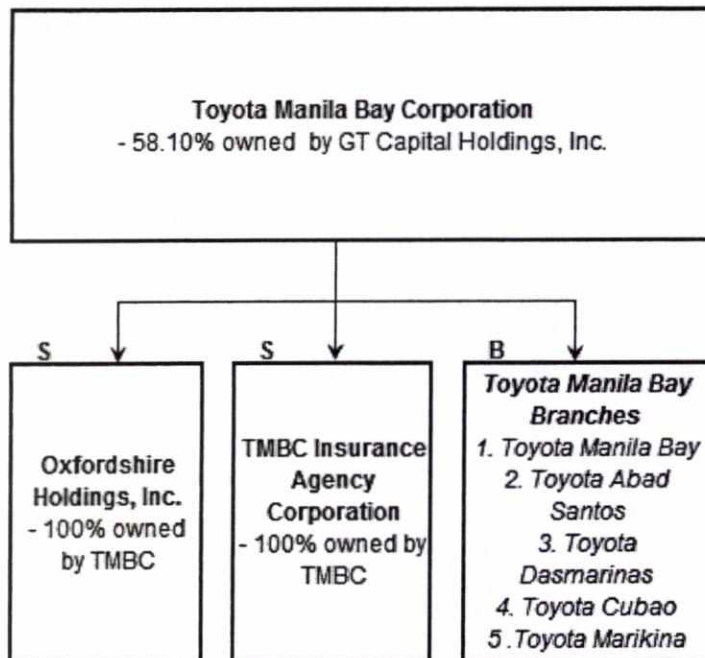 Toyota Manila Bay Corporation
- 58.10% owned by GT Capital Holdings, Inc.
S
S
B
Oxfordshire
Holdings, Inc.
- 100% owned
by TMBC
TMBC Insurance
Agency
Corporation
- 100% owned by
TMBC
Toyota Manila Bay
Branches
1. Toyota Manila Bay
2. Toyota Abad
Santos
3. Toyota
Dasmarinas
4. Toyota Cubao
5 .Toyota Marikina